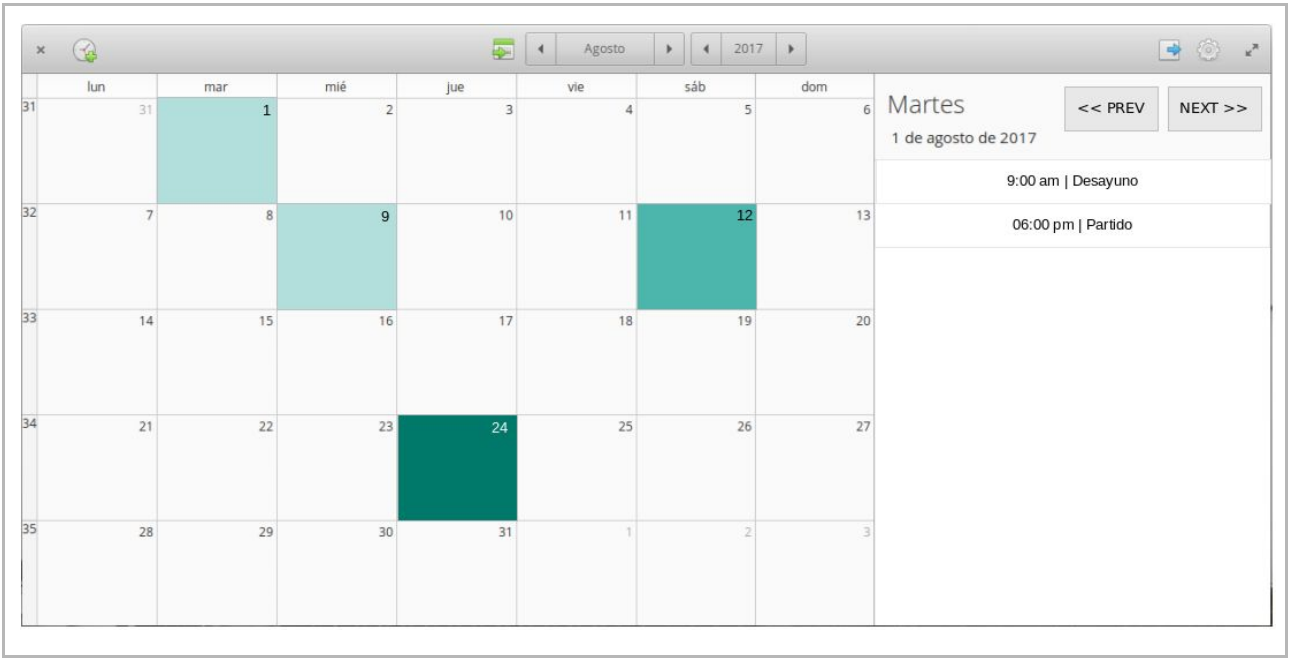 Agosto 2017
lun mar mié jue vie sáb dom
31 31 1 2 3 4 5 6
32 7 8 9 10 11 12 13
33 14 15 16 17 18 19 20
34 21 22 23 24 25 26 27
35 28 29 30 31 1 2 3
Martes << PREV NEXT >>
1 de agosto de 2017
9:00 am | Desayuno
06:00 pm | Partido